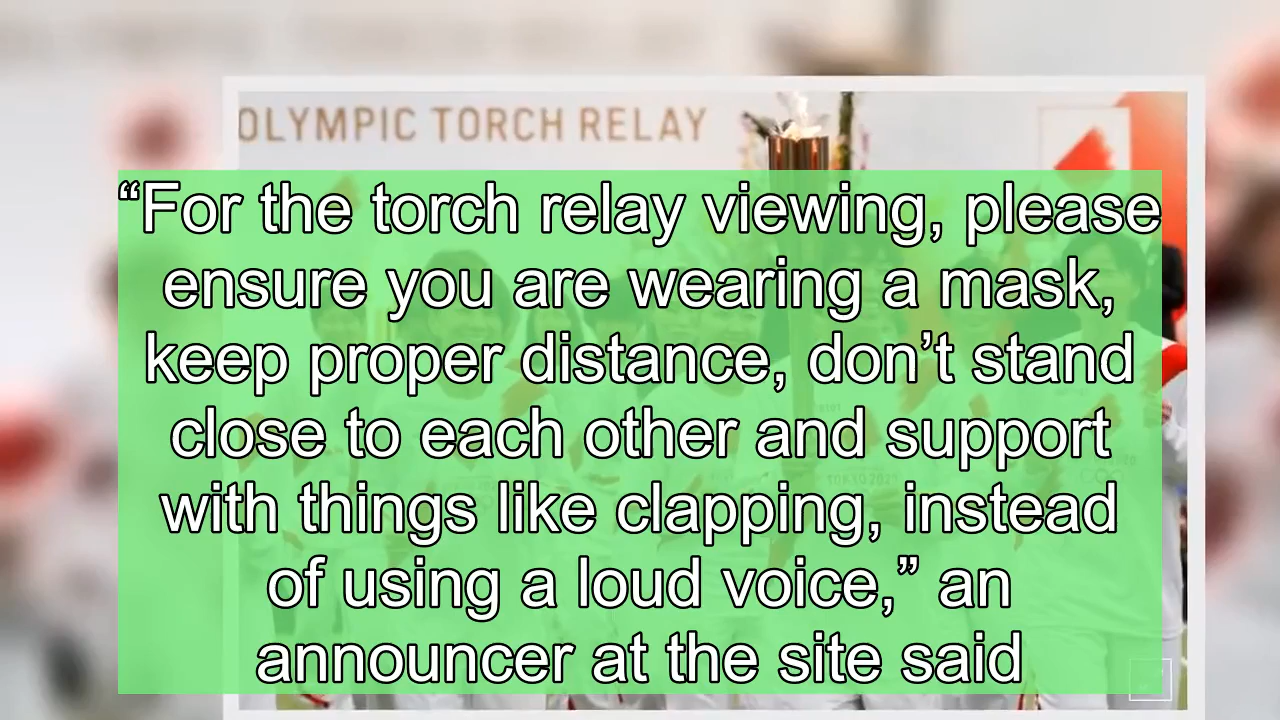 OLYMPIC TORCH RELAY
“For the torch relay viewing, please
ensure you are wearing a mask,
keep proper distance, don’t stand
close to each other and support
with things like clapping, instead
of using a loud voice,” an
announcer at the site said